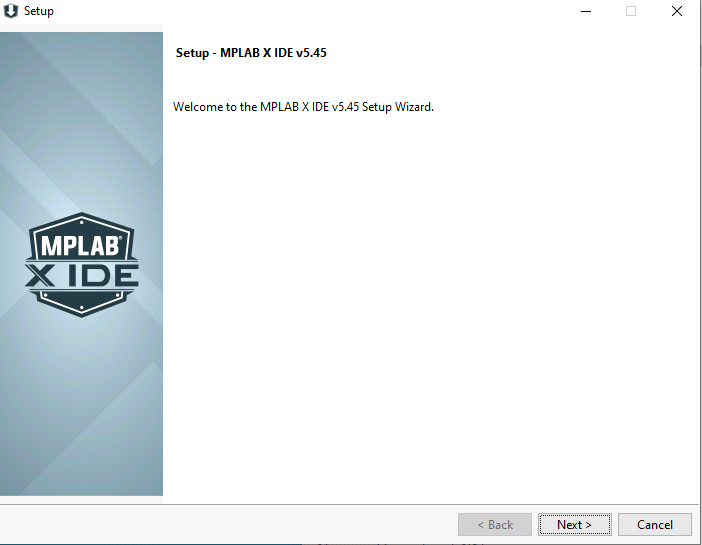 Setup
Setup - MPLAB X IDE v5.45
Welcome to the MPLAB X IDE v5.45 Setup Wizard.
MPLAB®
X IDE
< Back
Next >
Cancel